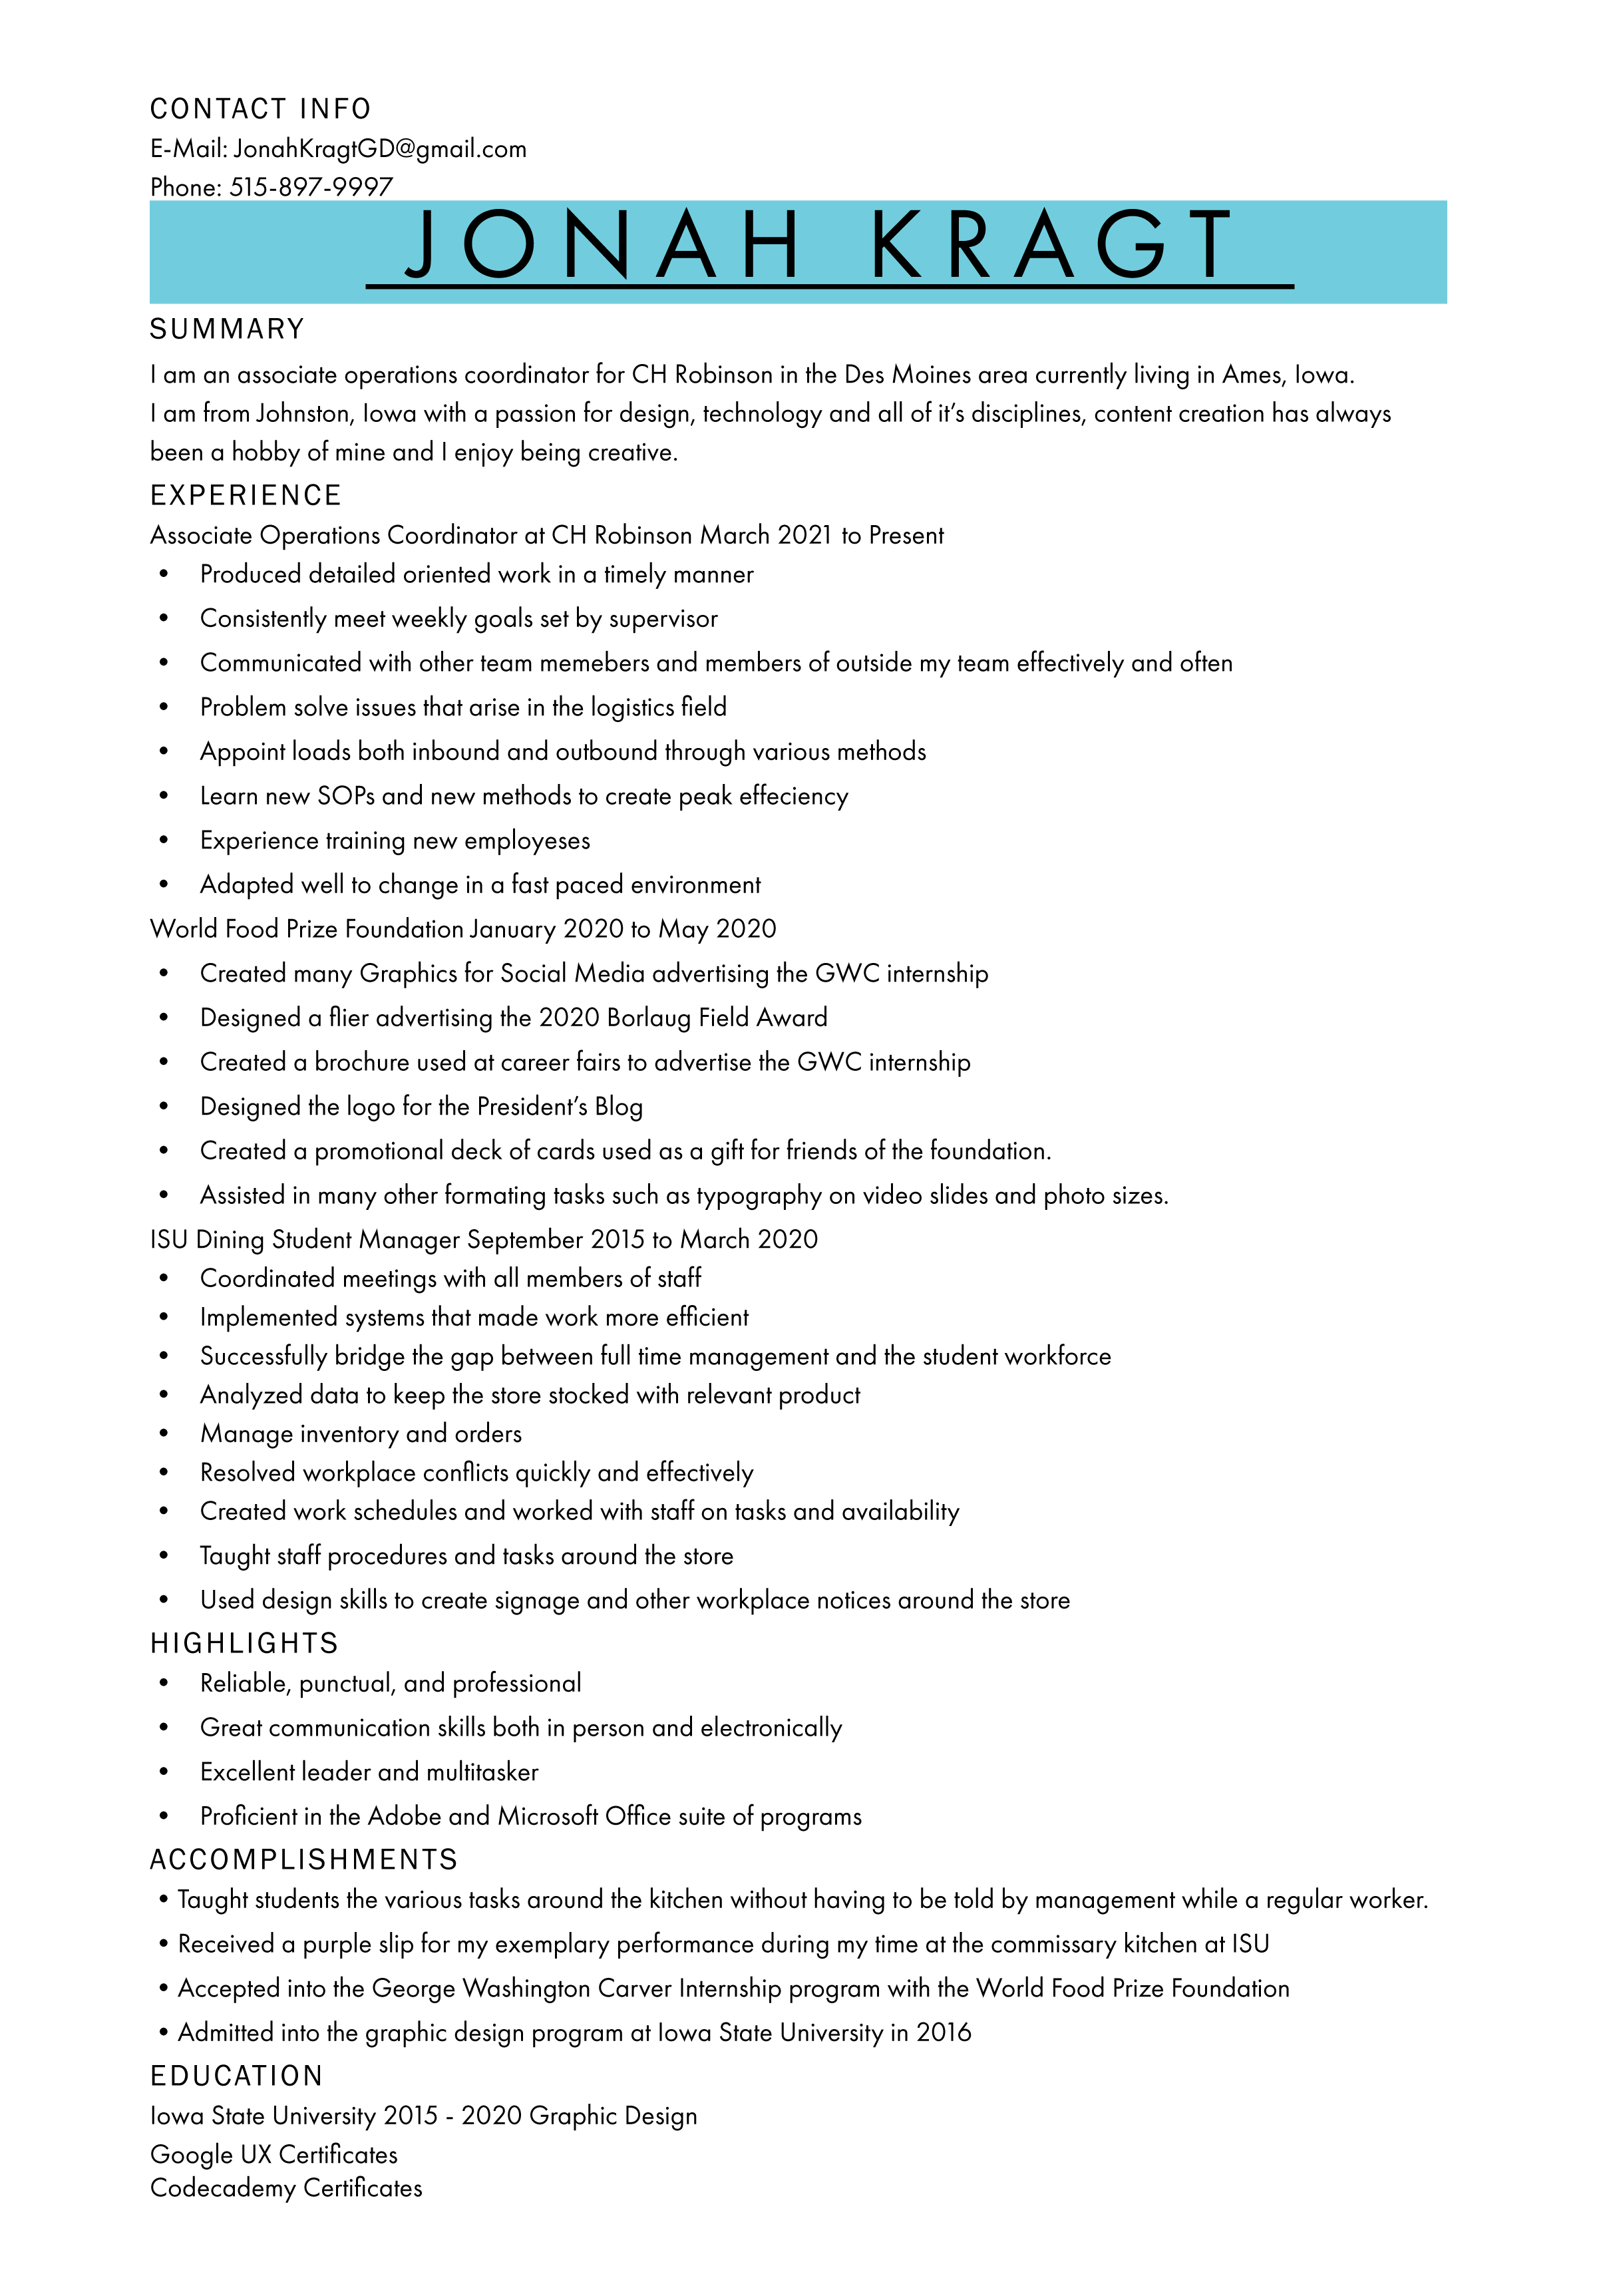 CONTACT INFO
E-Mail: JonahKragtGD@gmail.com
Phone: 515-897-9997
JONAH KRAGT
SUMMARY
I am an associate operations coordinator for CH Robinson in the Des Moines area currently living in Ames, Iowa.
I am from Johnston, Iowa with a passion for design, technology and all of it's disciplines, content creation has always
been a hobby of mine and I enjoy being creative.
EXPERIENCE
Associate Operations Coordinator at CH Robinson March 2021 to Present
• Produced detailed oriented work in a timely manner
• Consistently meet weekly goals set by supervisor
• Communicated with other team memebers and members of outside my team effectively and often
• Problem solve issues that arise in the logistics field
• Appoint loads both inbound and outbound through various methods
• Learn new SOPs and new methods to create peak effeciency
• Experience training new employeses
• Adapted well to change in a fast paced environment
World Food Prize Foundation January 2020 to May 2020
• Created many Graphics for Social Media advertising the GWC internship
• Designed a flier advertising the 2020 Borlaug Field Award
• Created a brochure used at career fairs to advertise the GWC internship
• Designed the logo for the President's Blog
• Created a promotional deck of cards used as a gift for friends of the foundation.
• Assisted in many other formating tasks such as typography on video slides and photo sizes.
ISU Dining Student Manager September 2015 to March 2020
• Coordinated meetings with all members of staff
• Implemented systems that made work more efficient
• Successfully bridge the gap between full time management and the student workforce
• Analyzed data to keep the store stocked with relevant product
• Manage inventory and orders
• Resolved workplace conflicts quickly and effectively
• Created work schedules and worked with staff on tasks and availability
• Taught staff procedures and tasks around the store
• Used design skills to create signage and other workplace notices around the store
HIGHLIGHTS
• Reliable, punctual, and professional
• Great communication skills both in person and electronically
• Excellent leader and multitasker
• Proficient in the Adobe and Microsoft Office suite of programs
ACCOMPLISHMENTS
• Taught students the various tasks around the kitchen without having to be told by management while a regular worker.
• Received a purple slip for my exemplary performance during my time at the commissary kitchen at ISU
• Accepted into the George Washington Carver Internship program with the World Food Prize Foundation
• Admitted into the graphic design program at Iowa State University in 2016
EDUCATION
Iowa State University 2015 - 2020 Graphic Design
Google UX Certificates
Codecademy Certificates